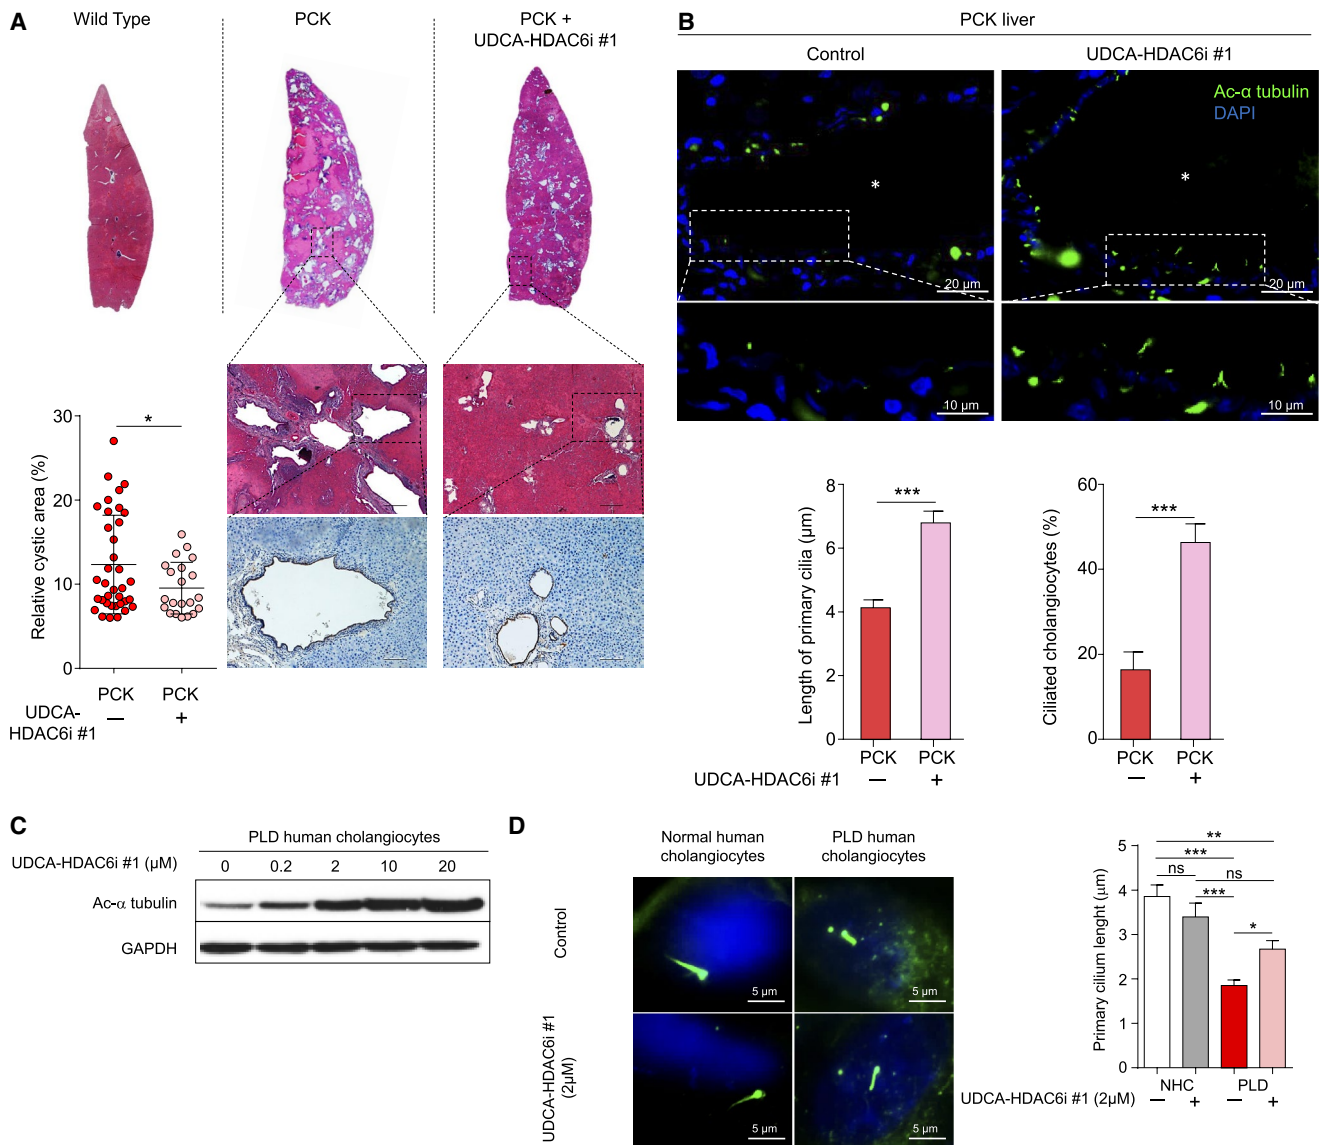 A
Wild Type
PCK
PCK +
UDCA-HDAC6i #1
30
20
10
0
Relative cystic area (%)
*
PCK
PCK
UDCA-
HDAC6i #1
—
+
B
PCK liver
Control
UDCA-HDAC6i #1
Ac-α tubulin
DAPI
*
*
20 µm
20 µm
10 µm
10 µm
Length of primary cilia (µm)
8
6
4
2
0
***
PCK
PCK
UDCA-HDAC6i #1
—
+
Ciliated cholangiocytes (%)
60
40
20
0
***
PCK
PCK
—
+
C
PLD human cholangiocytes
UDCA-HDAC6i #1 (µM)
0
0.2
2
10
20
Ac-α tubulin
GAPDH
D
Normal human
cholangiocytes
PLD human
cholangiocytes
Control
5 µm
5 µm
UDCA-HDAC6i #1
(2µM)
5 µm
5 µm
Primary cilium lenght (µm)
5
4
3
2
1
0
**
***
ns
ns
***
*
NHC
PLD
UDCA-HDAC6i #1 (2µM)
—
+
—
+